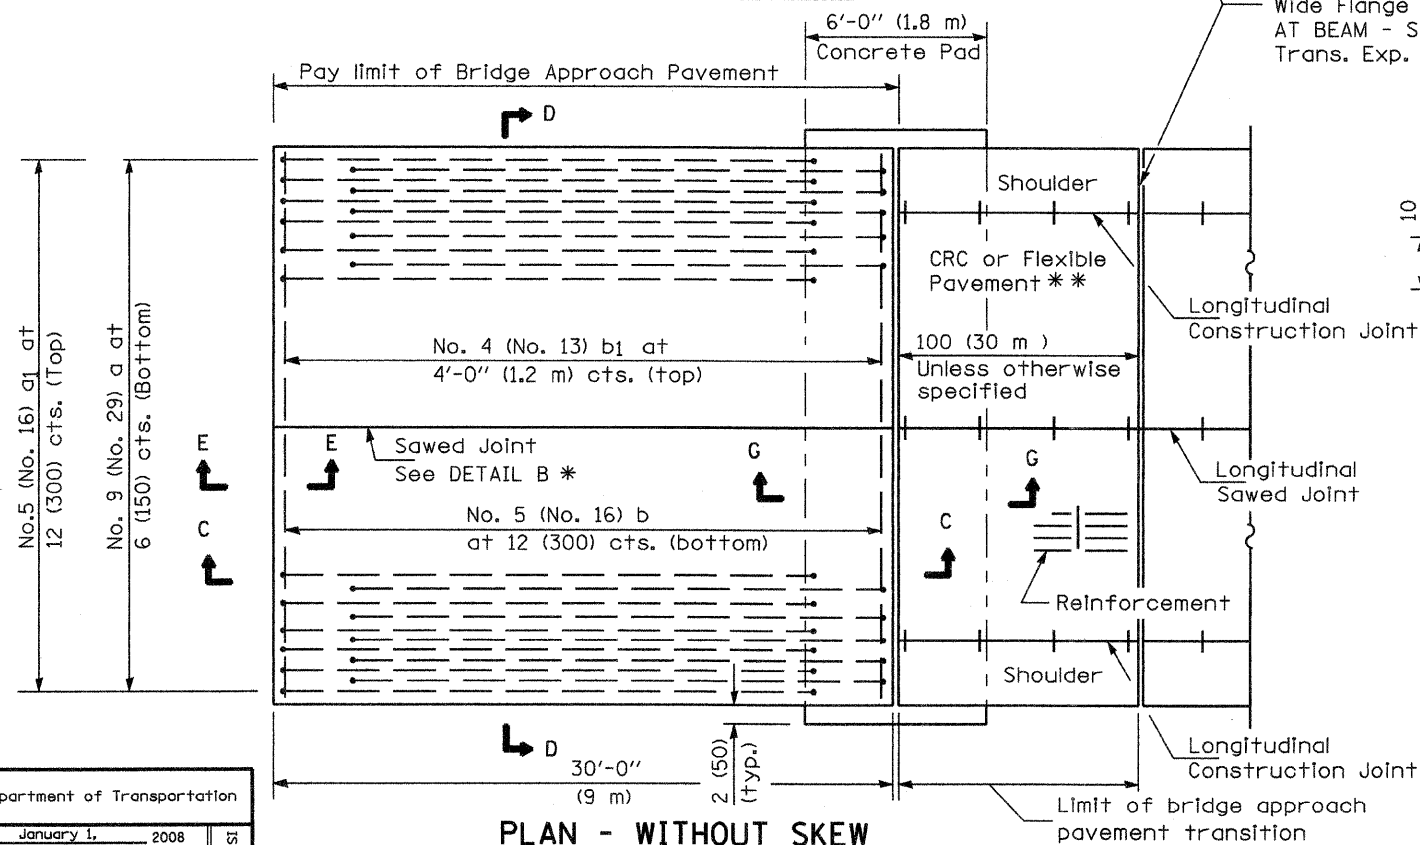 Wide Flange
AT BEAM - S
Trans. Exp.
6'-0" (1.8 m)
Concrete Pad
Pay limit of Bridge Approach Pavement
D
Shoulder
10
CRC or Flexible
Pavement * *
Longitudinal
Construction Joint
No.5 (No. 16) a1 at
12 (300) cts. (Top)
No. 9 (No. 29) a at
6 (150) cts. (Bottom)
No. 4 (No. 13) b1 at
4'-0" (1.2 m) cts. (top)
100 (30 m )
Unless otherwise
specified
E
E
Sawed Joint
See DETAIL B *
G
G
Longitudinal
Sawed Joint
C
No. 5 (No. 16) b
at 12 (300) cts. (bottom)
C
Reinforcement
Shoulder
D
30'-0"
(9 m)
2 (50)
(typ.)
Longitudinal
Construction Joint
Limit of bridge approach
pavement transition
partment of Transportation
January 1, 2008
IS
PLAN - WITHOUT SKEW